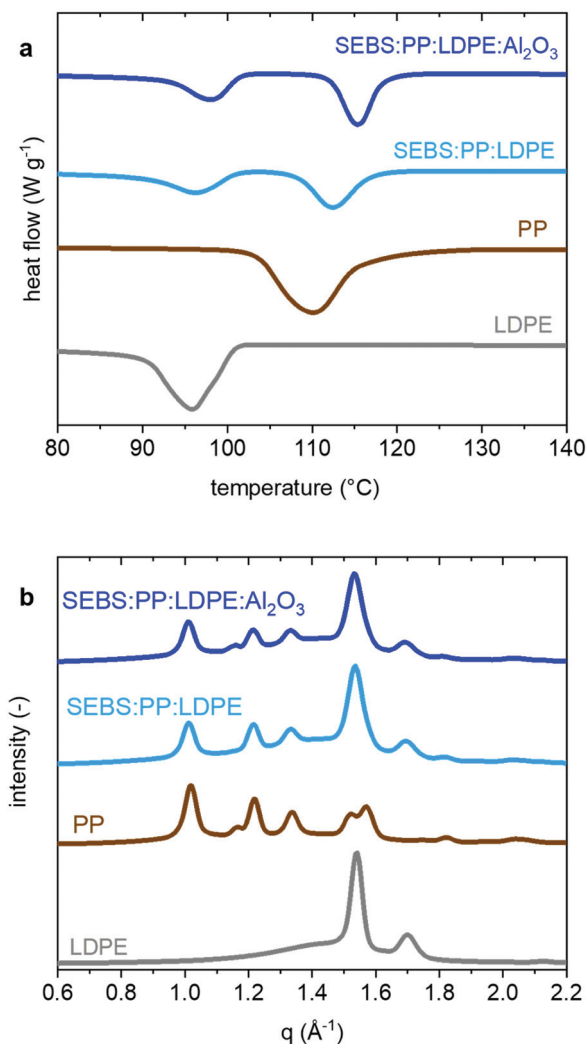 a
SEBS:PP:LDPE:Al₂O₃
SEBS:PP:LDPE
PP
LDPE
heat flow (W g⁻¹)
80 90 100 110 120 130 140
temperature (°C)
b
SEBS:PP:LDPE:Al₂O₃
SEBS:PP:LDPE
PP
LDPE
intensity (-)
0.6 0.8 1.0 1.2 1.4 1.6 1.8 2.0 2.2
q (Å⁻¹)